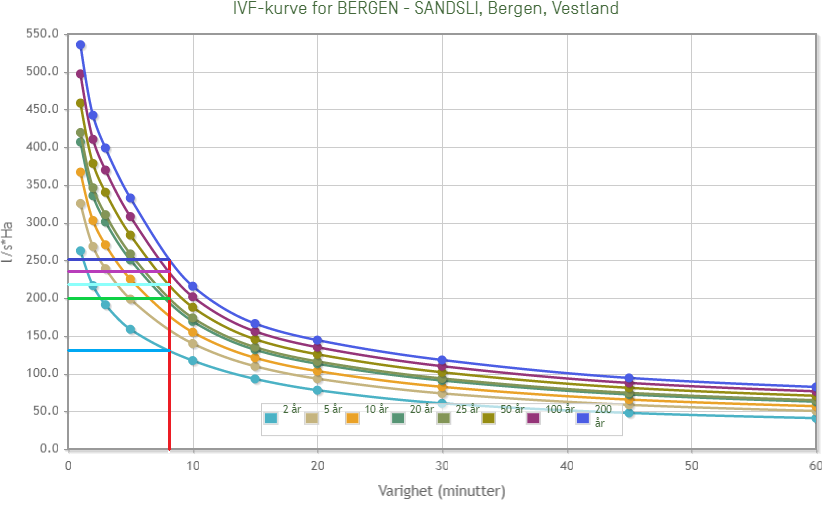 IVF-kurve for BERGEN - SANDSLI, Bergen, Vestland
550.0
500.0
450.0
400.0
350.0
300.0
250.0
200.0
150.0
100.0
50.0
0.0
l/s*Ha
2 år 5 år 10 år 20 år 25 år 50 år 100 år 200 år
0 10 20 30 40 50 60
Varighet (minutter)